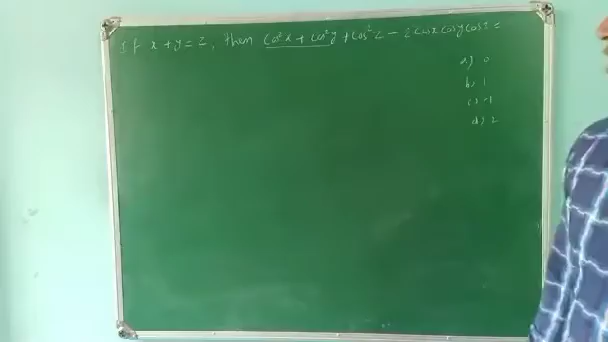 If x + y = z, then cos²x + cos²y + cos²z - 2 cosx cosy cosz =
a) 0
b) 1
c) -1
d) 2